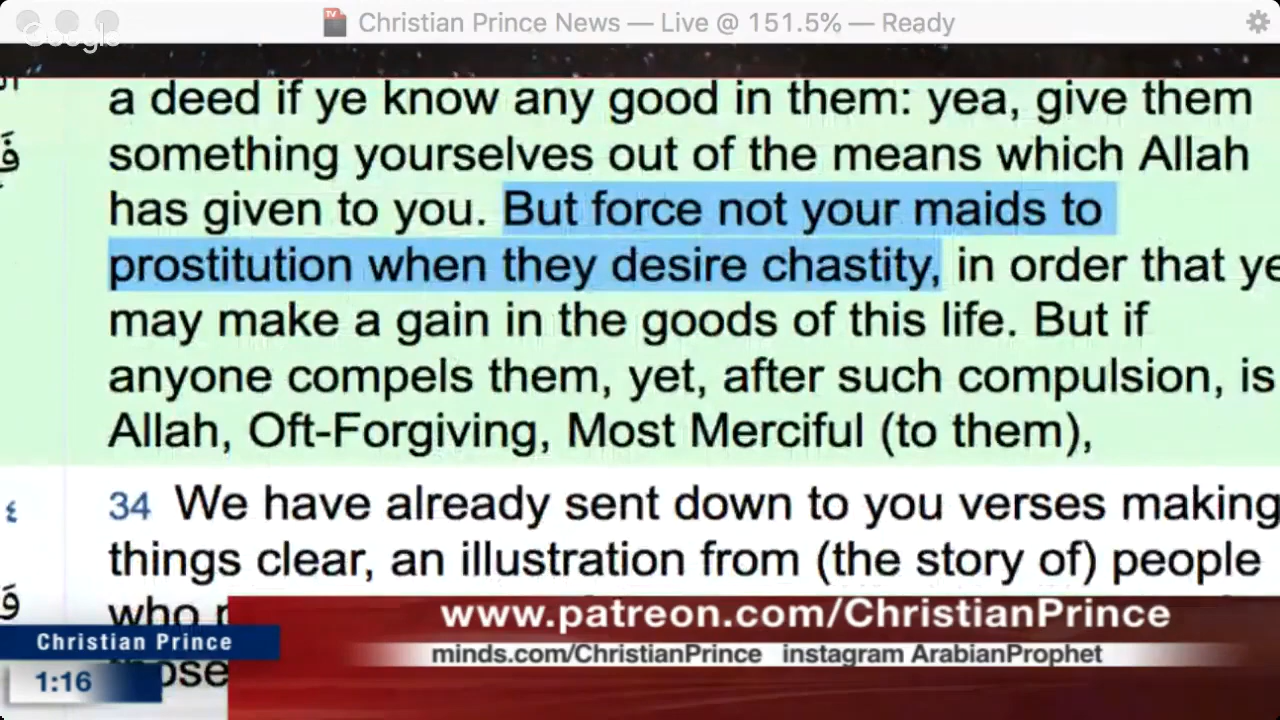 Christian Prince News — Live @ 151.5% — Ready
Google
a deed if ye know any good in them: yea, give them
something yourselves out of the means which Allah
has given to you. But force not your maids to
prostitution when they desire chastity, in order that ye
may make a gain in the goods of this life. But if
anyone compels them, yet, after such compulsion, is
Allah, Oft-Forgiving, Most Merciful (to them),
٤
34 We have already sent down to you verses making
things clear, an illustration from (the story of) people
who
www.patreon.com/ChristianPrince
Christian Prince
minds.com/ChristianPrince instagram ArabianProphet
1:16